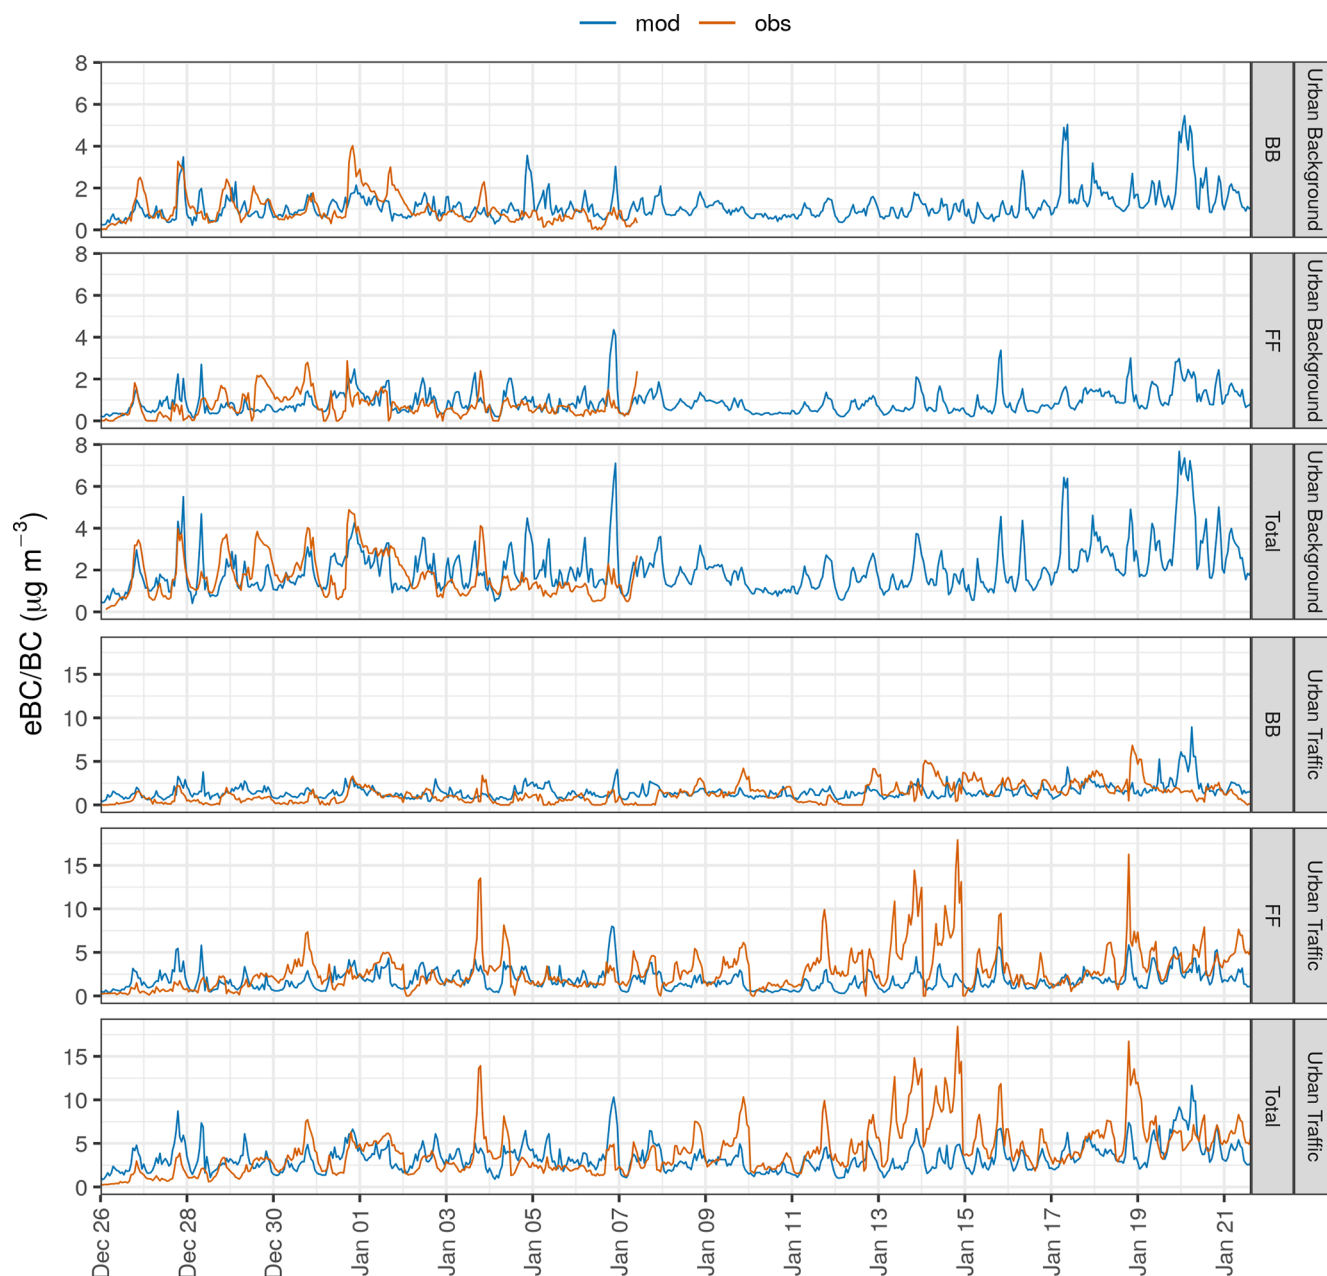 mod obs
eBC/BC (μg m⁻³)
8
6
4
2
0
BB
Urban Background
8
6
4
2
0
FF
Urban Background
8
6
4
2
0
Total
Urban Background
15
10
5
0
BB
Urban Traffic
15
10
5
0
FF
Urban Traffic
15
10
5
0
Total
Urban Traffic
Dec 26
Dec 28
Dec 30
Jan 01
Jan 03
Jan 05
Jan 07
Jan 09
Jan 11
Jan 13
Jan 15
Jan 17
Jan 19
Jan 21